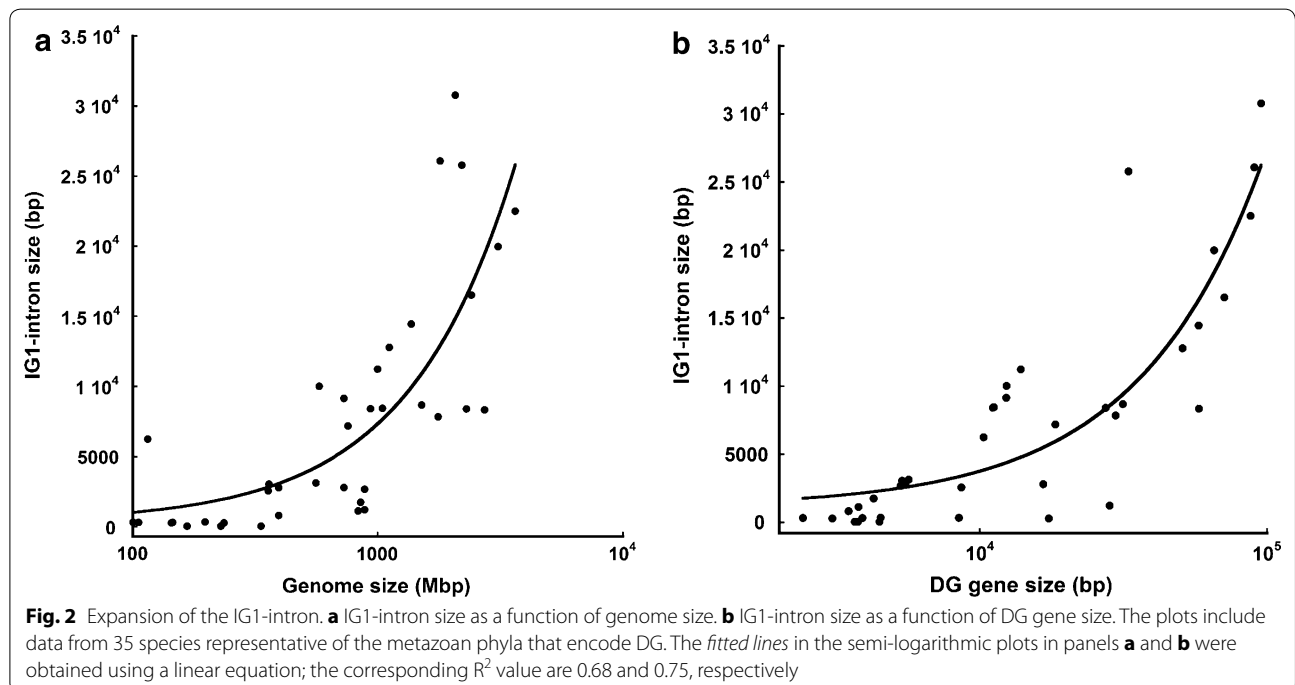 a
3.5 10⁴
3 10⁴
2.5 10⁴
2 10⁴
1.5 10⁴
1 10⁴
5000
0
IG1-intron size (bp)
100
1000
10⁴
Genome size (Mbp)
b
3.5 10⁴
3 10⁴
2.5 10⁴
2 10⁴
1.5 10⁴
1 10⁴
5000
0
IG1-intron size (bp)
10⁴
10⁵
DG gene size (bp)
Fig. 2 Expansion of the IG1-intron. a IG1-intron size as a function of genome size. b IG1-intron size as a function of DG gene size. The plots include
data from 35 species representative of the metazoan phyla that encode DG. The fitted lines in the semi-logarithmic plots in panels a and b were
obtained using a linear equation; the corresponding R² value are 0.68 and 0.75, respectively